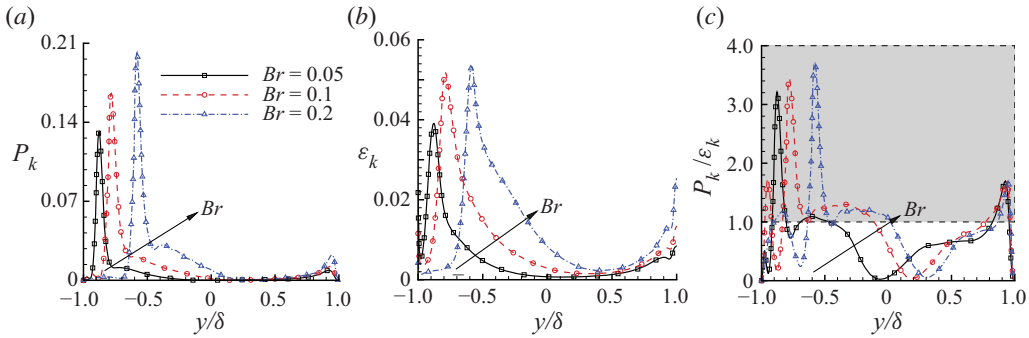 (a)
0.21
0.14
0.07
0
P_k
Br = 0.05
Br = 0.1
Br = 0.2
Br
−1.0 −0.5 0 0.5 1.0
y/δ
(b)
0.06
0.04
0.02
0
ε_k
Br
−1.0 −0.5 0 0.5 1.0
y/δ
(c)
4.0
3.0
2.0
1.0
0
P_k/ε_k
Br
−1.0 −0.5 0 0.5 1.0
y/δ